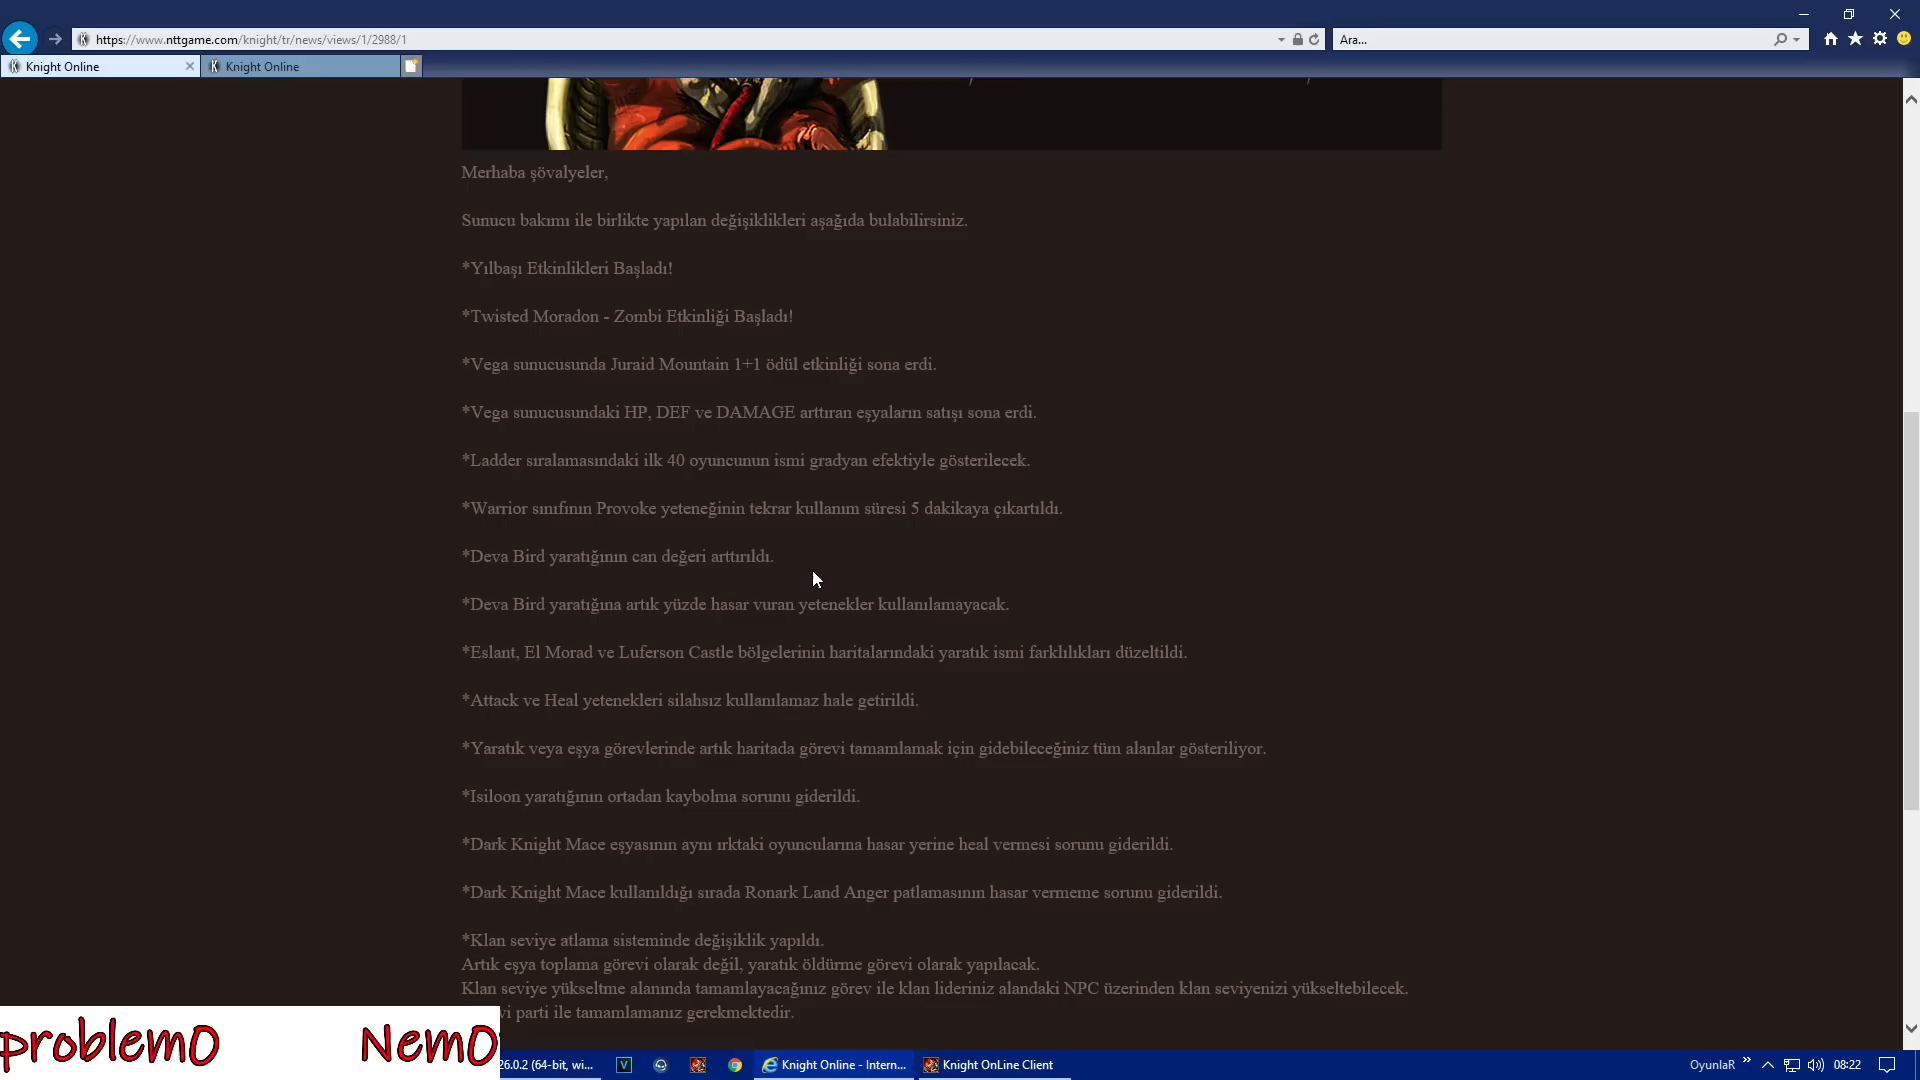 https://www.nttgame.com/knight/tr/news/views/1/2988/1
Ara...
Knight Online
Knight Online
Merhaba şövalyeler,
Sunucu bakımı ile birlikte yapılan değişiklikleri aşağıda bulabilirsiniz.
*Yılbaşı Etkinlikleri Başladı!
*Twisted Moradon - Zombi Etkinliği Başladı!
*Vega sunucusunda Juraid Mountain 1+1 ödül etkinliği sona erdi.
*Vega sunucusundaki HP, DEF ve DAMAGE arttıran eşyaların satışı sona erdi.
*Ladder sıralamasındaki ilk 40 oyuncunun ismi gradyan efektiyle gösterilecek.
*Warrior sınıfının Provoke yeteneğinin tekrar kullanım süresi 5 dakikaya çıkartıldı.
*Deva Bird yaratığının can değeri arttırıldı.
*Deva Bird yaratığına artık yüzde hasar vuran yetenekler kullanılamayacak.
*Eslant, El Morad ve Luferson Castle bölgelerinin haritalarındaki yaratık ismi farklılıkları düzeltildi.
*Attack ve Heal yetenekleri silahsız kullanılamaz hale getirildi.
*Yaratık veya eşya görevlerinde artık haritada görevi tamamlamak için gidebileceğiniz tüm alanlar gösteriliyor.
*Isiloon yaratığının ortadan kaybolma sorunu giderildi.
*Dark Knight Mace eşyasının aynı ırktaki oyuncularına hasar yerine heal vermesi sorunu giderildi.
*Dark Knight Mace kullanıldığı sırada Ronark Land Anger patlamasının hasar vermeme sorunu giderildi.
*Klan seviye atlama sisteminde değişiklik yapıldı.
Artık eşya toplama görevi olarak değil, yaratık öldürme görevi olarak yapılacak.
Klan seviye yükseltme alanında tamamlayacağınız görev ile klan lideriniz alandaki NPC üzerinden klan seviyenizi yükseltebilecek.
vi parti ile tamamlamanız gerekmektedir.
problem0 Nem0
26.0.2 (64-bit, wi...
Knight Online - Intern...
Knight OnLine Client
OyunlaR
08:22